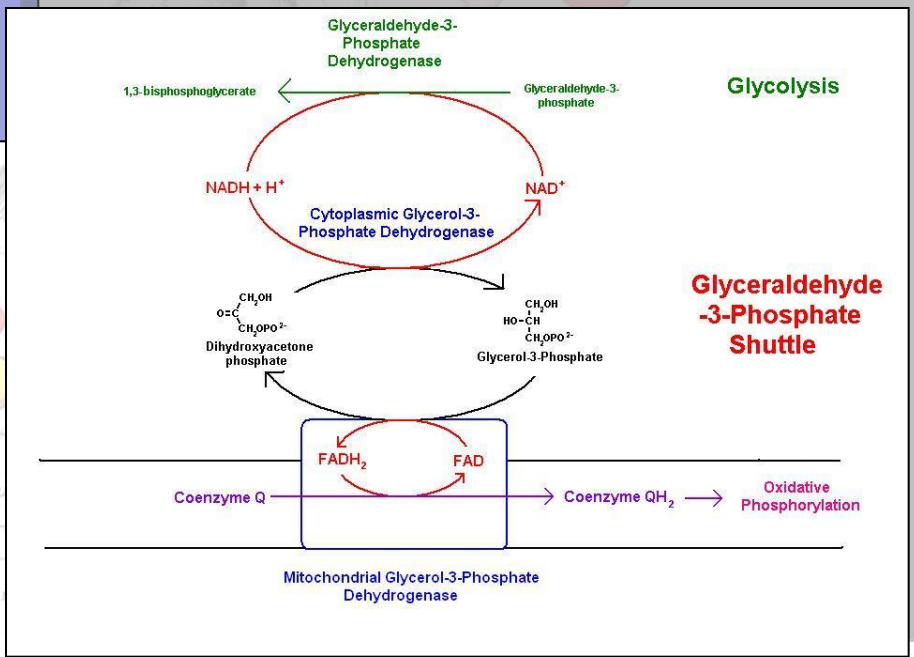 Glyceraldehyde-3-
Phosphate
Dehydrogenase
1,3-bisphosphoglycerate
Glyceraldehyde-3-
phosphate
Glycolysis
NADH + H⁺
NAD⁺
Cytoplasmic Glycerol-3-
Phosphate Dehydrogenase
Glyceraldehyde
-3-Phosphate
Shuttle
CH₂OH
O=C
CH₂OPO²⁻
Dihydroxyacetone
phosphate
CH₂OH
HO-CH
CH₂OPO²⁻
Glycerol-3-Phosphate
FADH₂
FAD
Coenzyme Q
Coenzyme QH₂
Oxidative
Phosphorylation
Mitochondrial Glycerol-3-Phosphate
Dehydrogenase